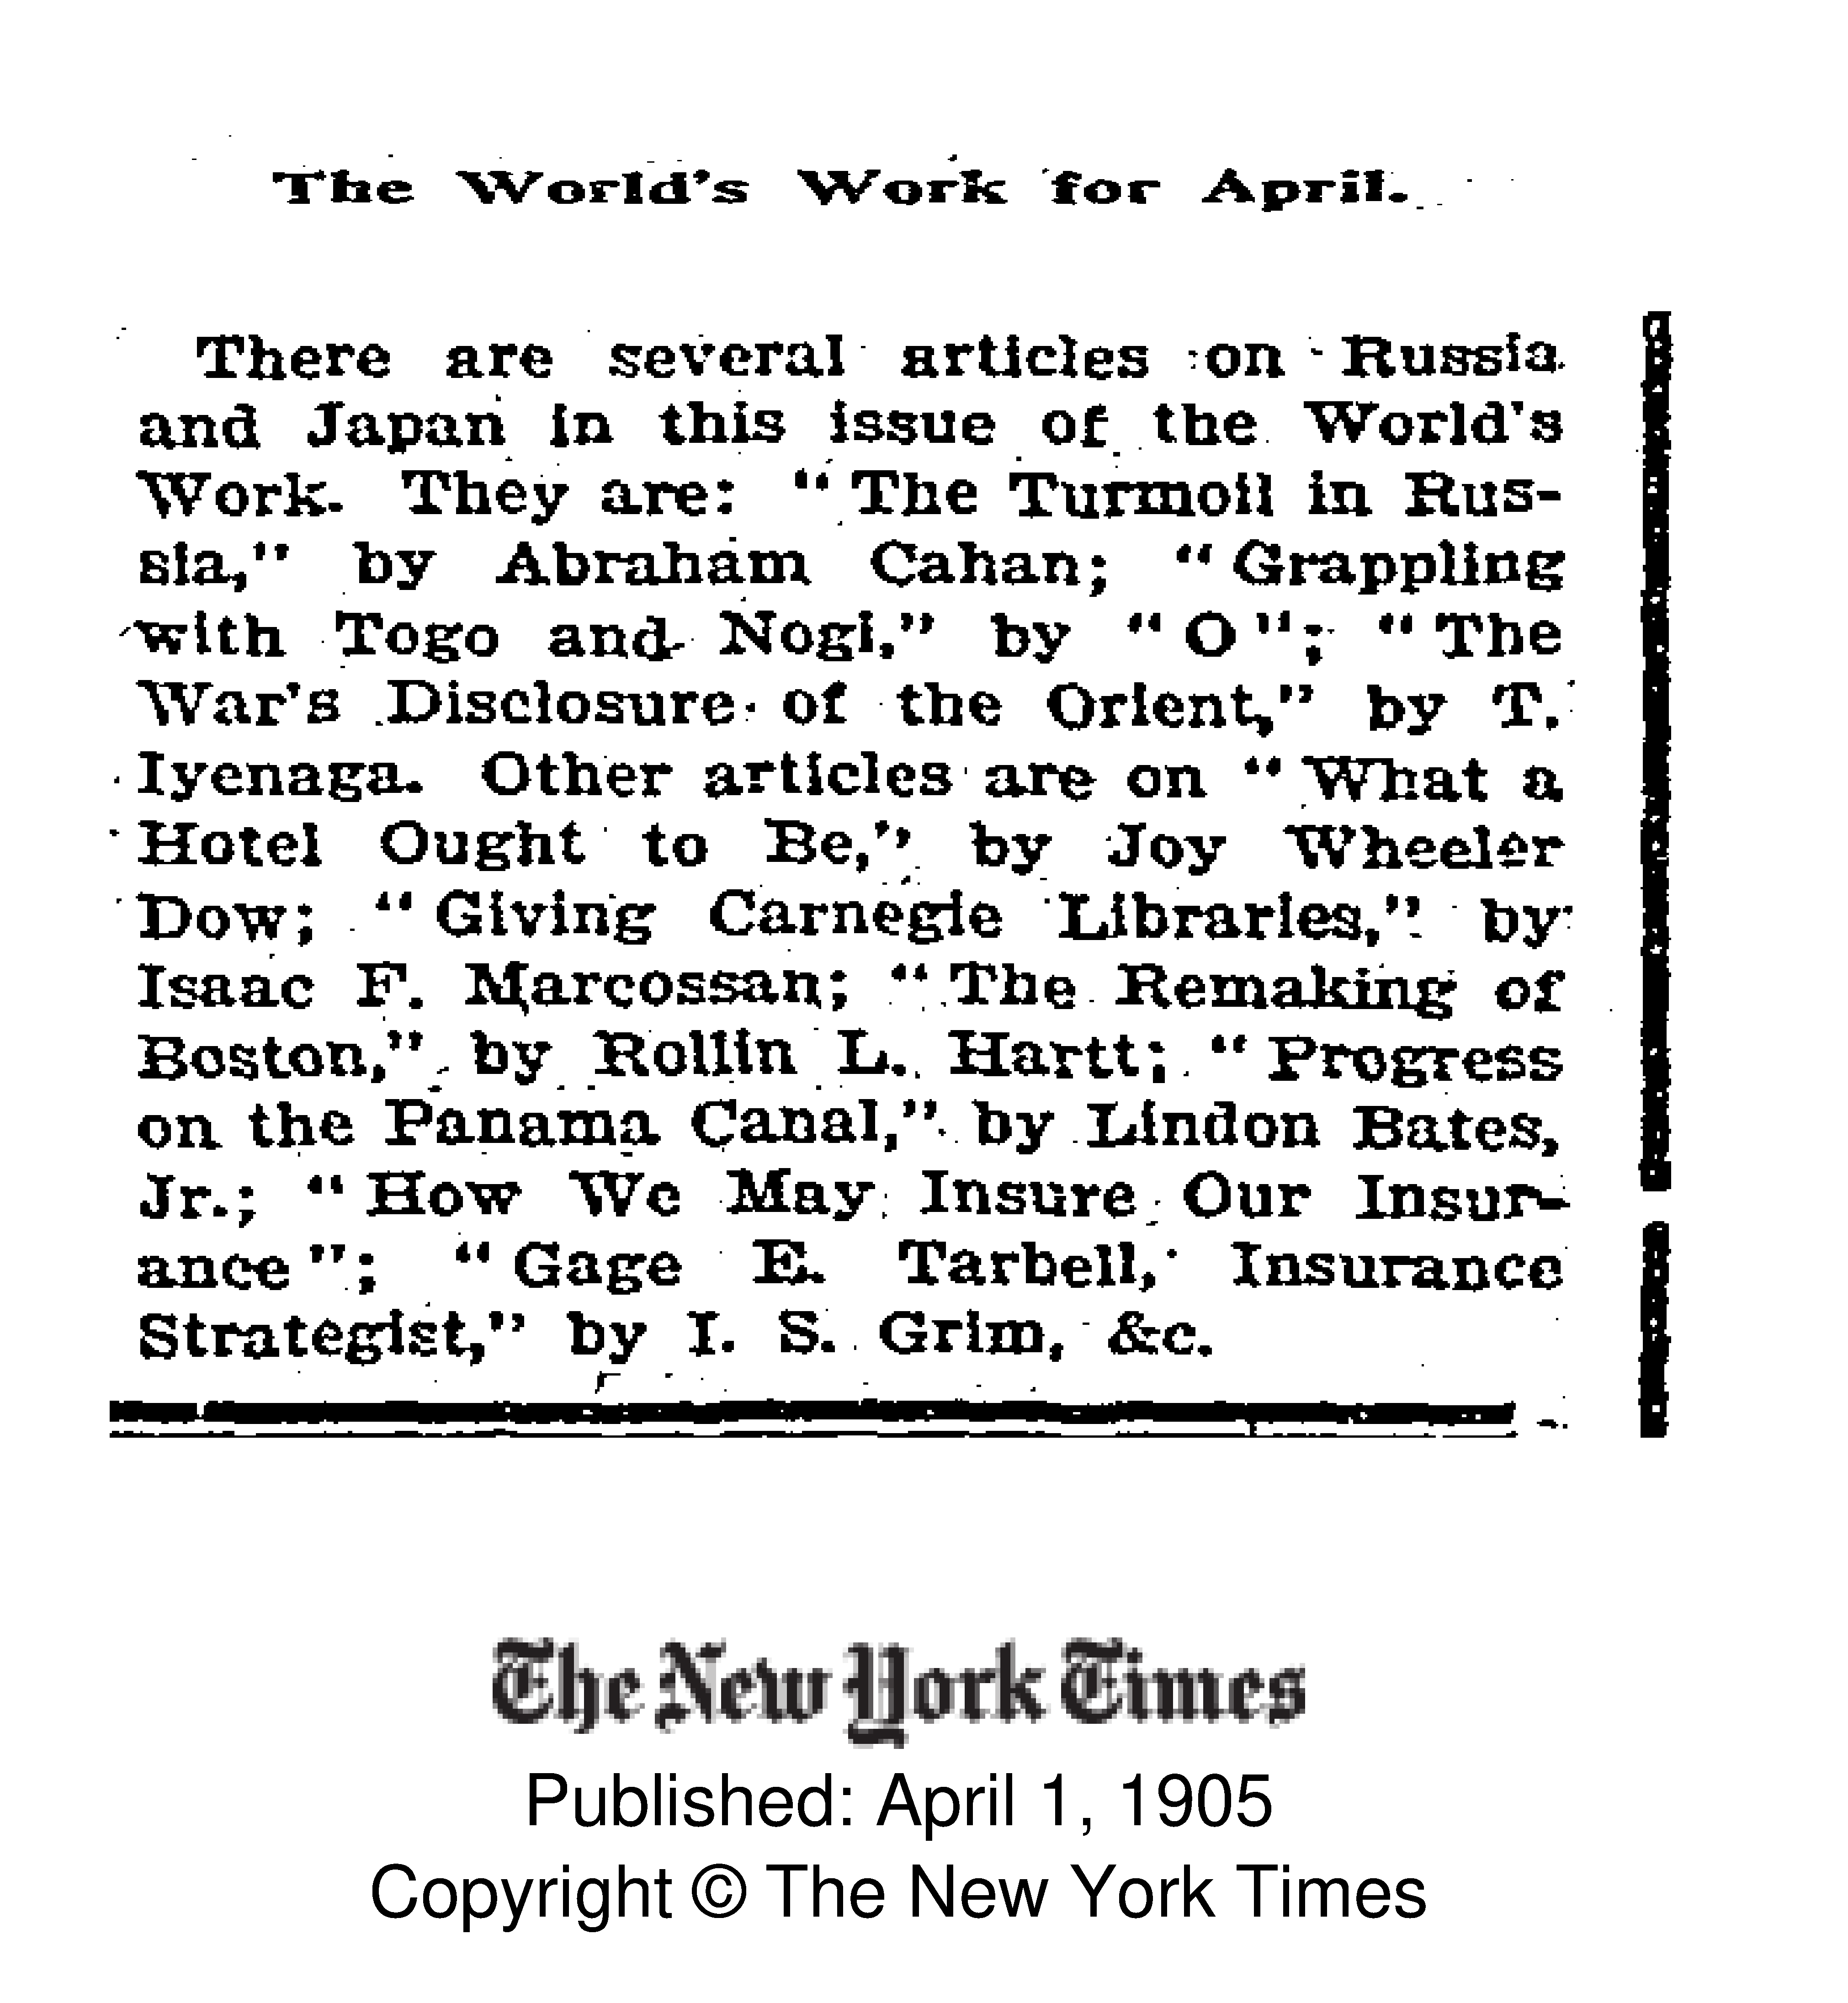 The World's Work for April.
There are several articles on Russia
and Japan in this issue of the World's
Work. They are: "The Turmoil in Rus-
sia," by Abraham Cahan; "Grappling
with Togo and Nogi," by "O"; "The
War's Disclosure of the Orient," by T.
Iyenaga. Other articles are on "What a
Hotel Ought to Be," by Joy Wheeler
Dow; "Giving Carnegie Libraries," by
Isaac F. Marcossan; "The Remaking of
Boston," by Rollin L. Hartt; "Progress
on the Panama Canal," by Lindon Bates,
Jr.; "How We May Insure Our Insur-
ance"; "Gage E. Tarbell, Insurance
Strategist," by I. S. Grim, &c.
The New York Times
Published: April 1, 1905
Copyright © The New York Times